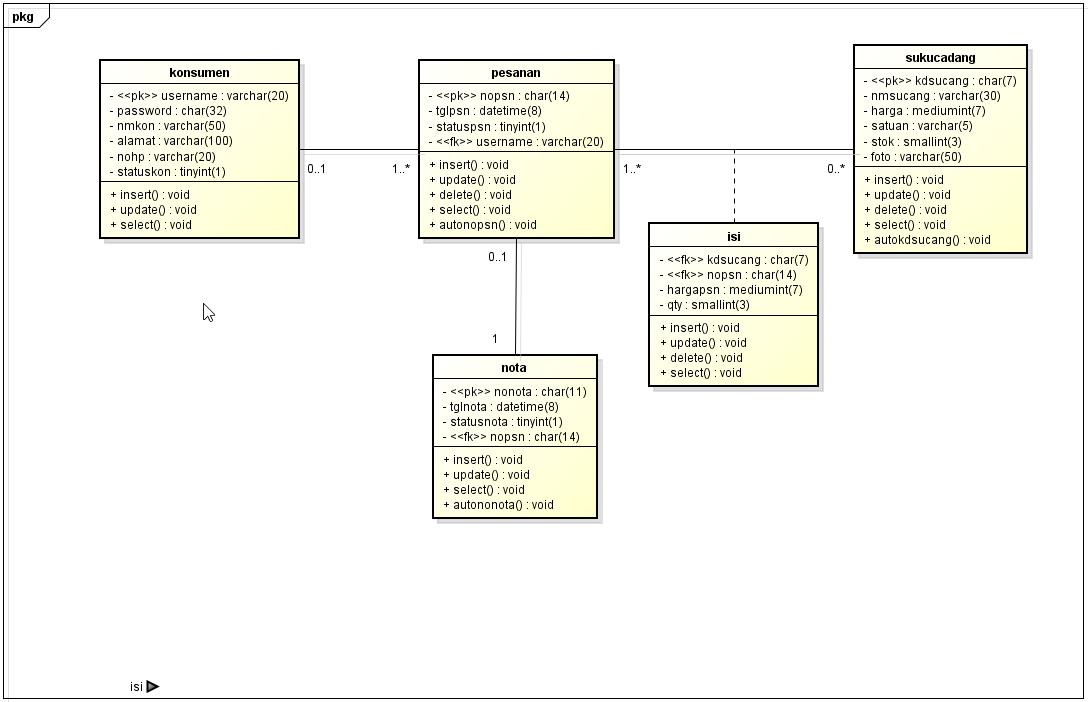 pkg
konsumen
- <<pk>> username : varchar(20)
- password : char(32)
- nmkon : varchar(50)
- alamat : varchar(100)
- nohp : varchar(20)
- statuskon : tinyint(1)
+ insert() : void
+ update() : void
+ select() : void
0..1
1..*
pesanan
- <<pk>> nopsn : char(14)
- tglpsn : datetime(8)
- statuspsn : tinyint(1)
- <<fk>> username : varchar(20)
+ insert() : void
+ update() : void
+ delete() : void
+ select() : void
+ autonopsn() : void
1..*
0..*
sukucadang
- <<pk>> kdsucang : char(7)
- nmsucang : varchar(30)
- harga : mediumint(7)
- satuan : varchar(5)
- stok : smallint(3)
- foto : varchar(50)
+ insert() : void
+ update() : void
+ delete() : void
+ select() : void
+ autokdsucang() : void
isi
- <<fk>> kdsucang : char(7)
- <<fk>> nopsn : char(14)
- hargapsn : mediumint(7)
- qty : smallint(3)
+ insert() : void
+ update() : void
+ delete() : void
+ select() : void
0..1
1
nota
- <<pk>> nonota : char(11)
- tglnota : datetime(8)
- statusnota : tinyint(1)
- <<fk>> nopsn : char(14)
+ insert() : void
+ update() : void
+ select() : void
+ autononota() : void
isi